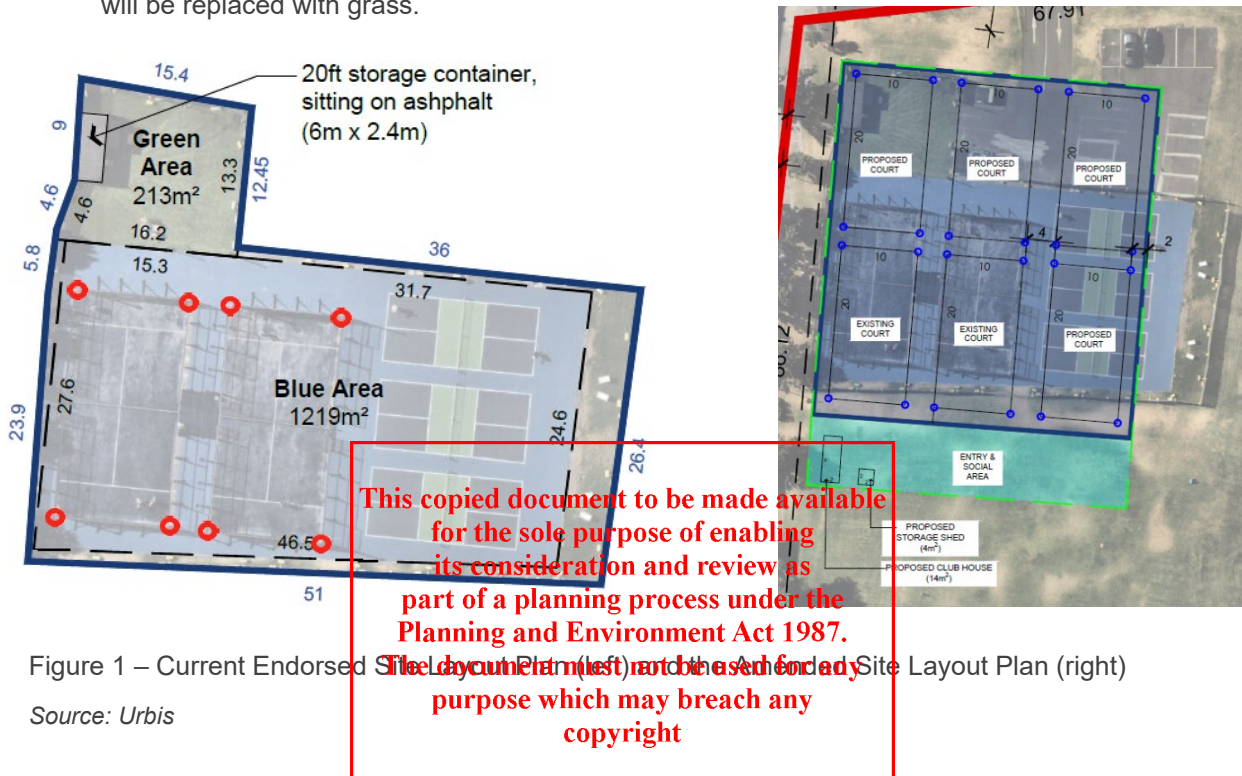 will be replaced with grass.
15.4
20ft storage container,
sitting on ashphalt
(6m x 2.4m)
9
Green
Area
213m²
13.3
12.45
4.6
4.6
16.2
5.8
15.3
36
31.7
27.6
Blue Area
1219m²
23.9
24.6
26.4
46.5
51
67.91
10
10
10
20
20
20
PROPOSED
COURT
PROPOSED
COURT
PROPOSED
COURT
4
2
10
10
10
20
20
20
EXISTING
COURT
EXISTING
COURT
PROPOSED
COURT
ENTRY &
SOCIAL
AREA
PROPOSED
STORAGE SHED
(4m²)
PROPOSED CLUB HOUSE
(14m²)
This copied document to be made available
for the sole purpose of enabling
its consideration and review as
part of a planning process under the
Planning and Environment Act 1987.
The document must not be used for any
purpose which may breach any
copyright
Figure 1 – Current Endorsed Site Layout Plan (left) and the Amended Site Layout Plan (right)
Source: Urbis